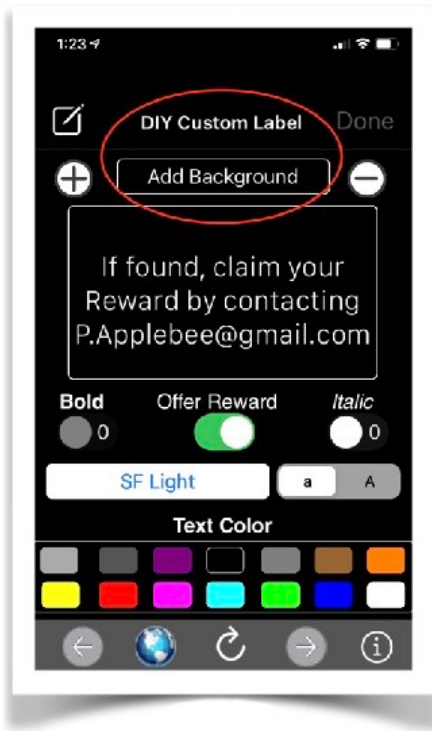 1:23
DIY Custom Label Done
Add Background
If found, claim your
Reward by contacting
P.Applebee@gmail.com
Bold Offer Reward Italic
0 0
SF Light a A
Text Color
i